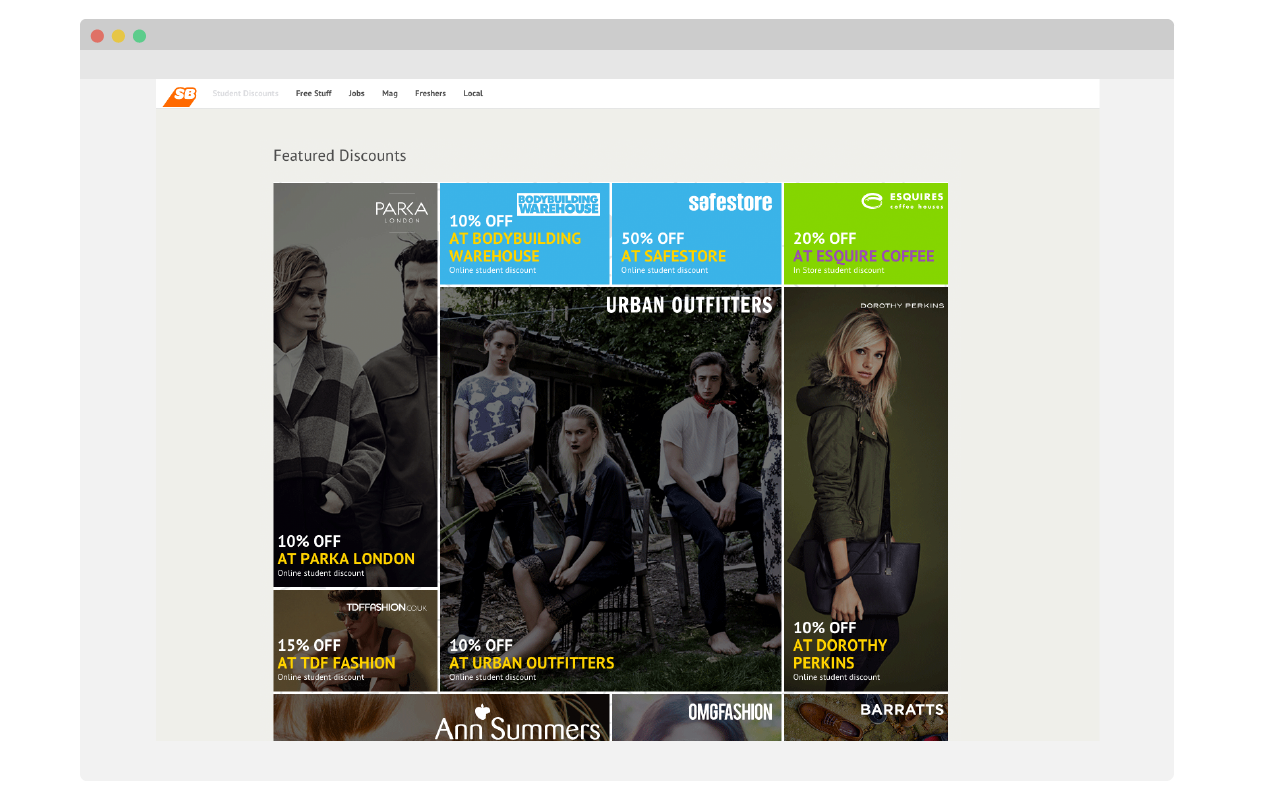 SB
Student Discounts Free Stuff Jobs Mag Freshers Local
Featured Discounts
PARKA
LONDON
10% OFF
AT PARKA LONDON
Online student discount
BODYBUILDING
WAREHOUSE
10% OFF
AT BODYBUILDING
WAREHOUSE
Online student discount
safestore
50% OFF
AT SAFESTORE
Online student discount
ESQUIRES
coffee houses
20% OFF
AT ESQUIRE COFFEE
In Store student discount
URBAN OUTFITTERS
10% OFF
AT URBAN OUTFITTERS
Online student discount
DOROTHY PERKINS
10% OFF
AT DOROTHY
PERKINS
Online student discount
TDFFASHION.CO.UK
15% OFF
AT TDF FASHION
Online student discount
Ann Summers
OMGFASHION
BARRATTS